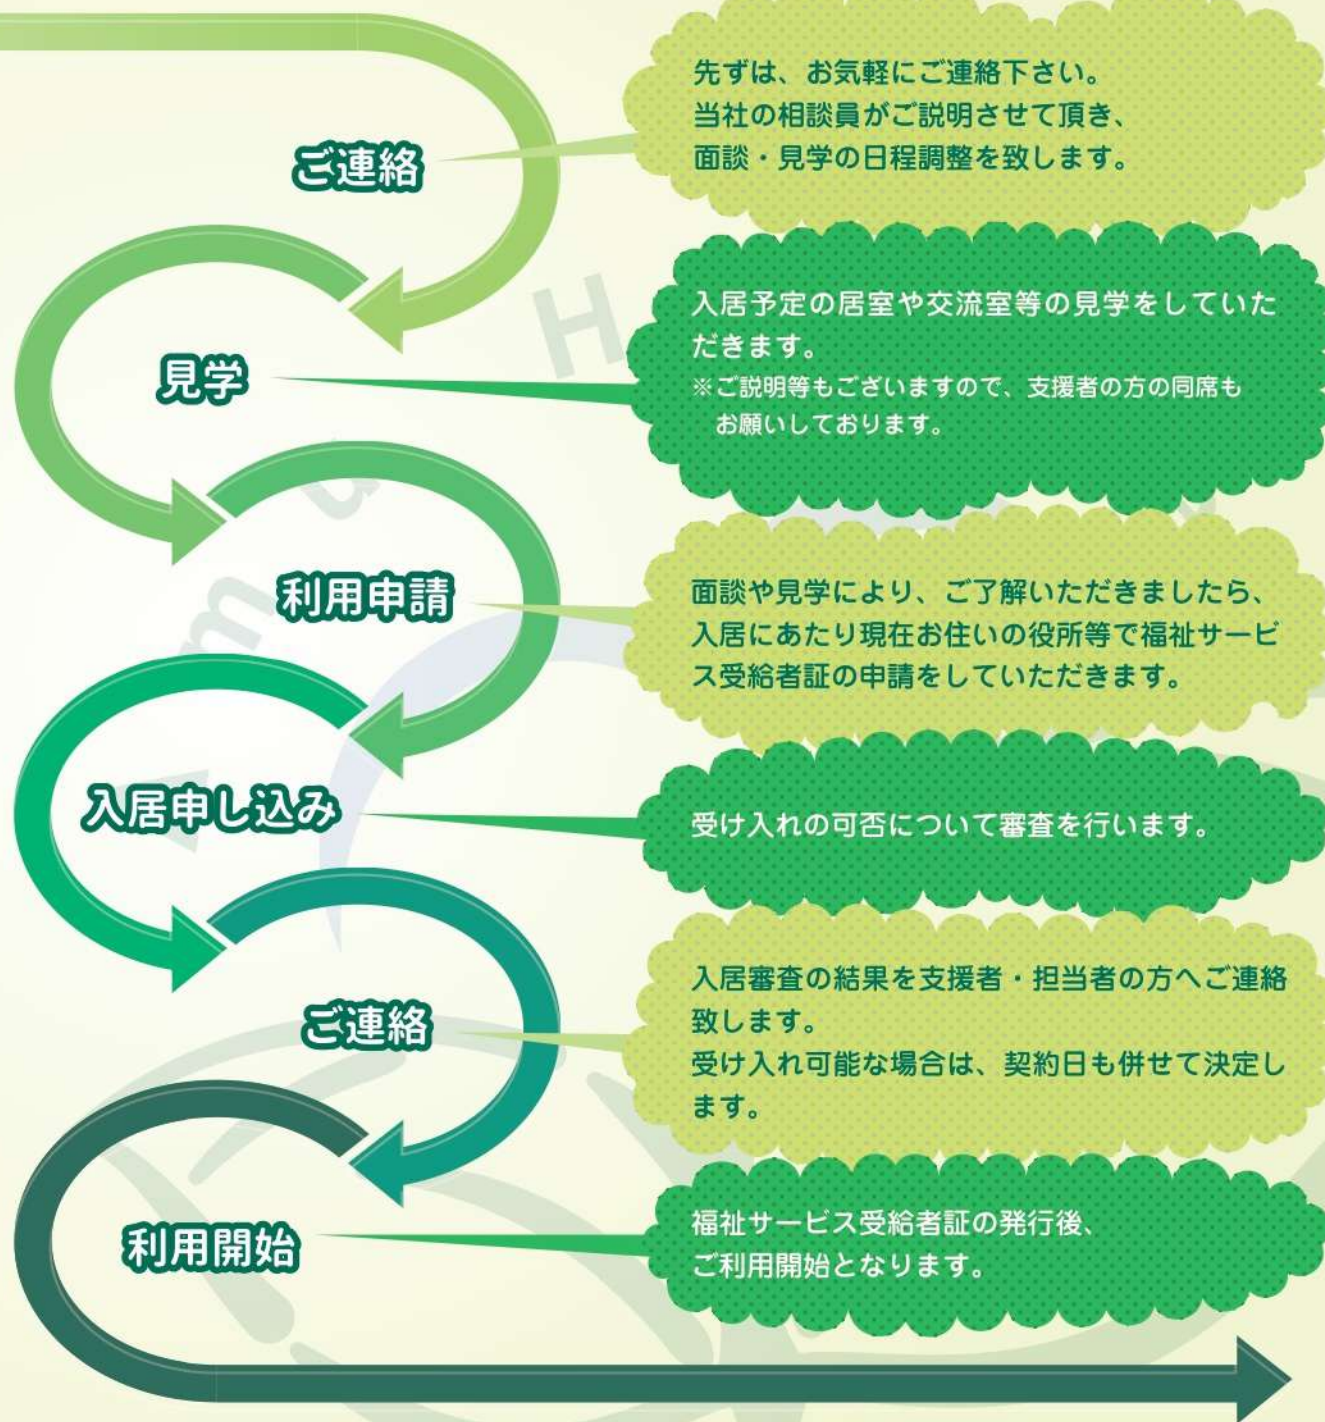 ご連絡
先ずは、お気軽にご連絡下さい。
当社の相談員がご説明させて頂き、
面談・見学の日程調整を致します。
見学
入居予定の居室や交流室等の見学をしていた
だきます。
※ご説明等もございますので、支援者の方の同席も
お願いしております。
利用申請
面談や見学により、ご了解いただきましたら、
入居にあたり現在お住いの役所等で福祉サービ
ス受給者証の申請をしていただきます。
入居申し込み
受け入れの可否について審査を行います。
ご連絡
入居審査の結果を支援者・担当者の方へご連絡
致します。
受け入れ可能な場合は、契約日も併せて決定し
ます。
利用開始
福祉サービス受給者証の発行後、
ご利用開始となります。